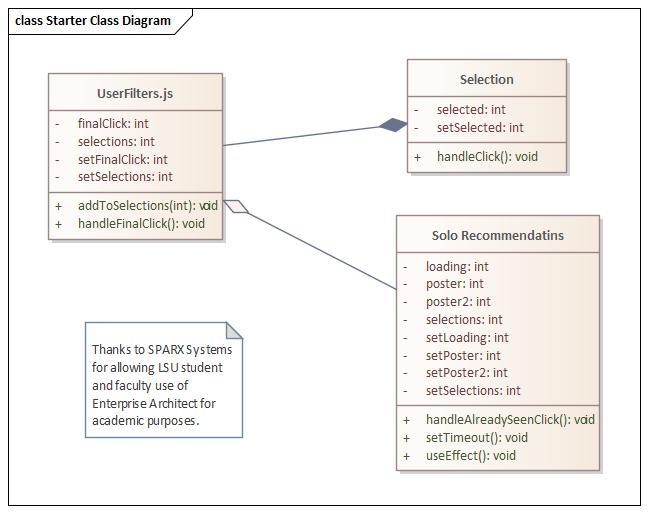 class Starter Class Diagram
UserFilters.js
- finalClick: int
- selections: int
- setFinalClick: int
- setSelections: int
+ addToSelections(int): void
+ handleFinalClick(): void
Selection
- selected: int
- setSelected: int
+ handleClick(): void
Solo Recommendatins
- loading: int
- poster: int
- poster2: int
- selections: int
- setLoading: int
- setPoster: int
- setPoster2: int
- setSelections: int
+ handleAlreadySeenClick(): void
+ setTimeout(): void
+ useEffect(): void
Thanks to SPARX Systems
for allowing LSU student
and faculty use of
Enterprise Architect for
academic purposes.